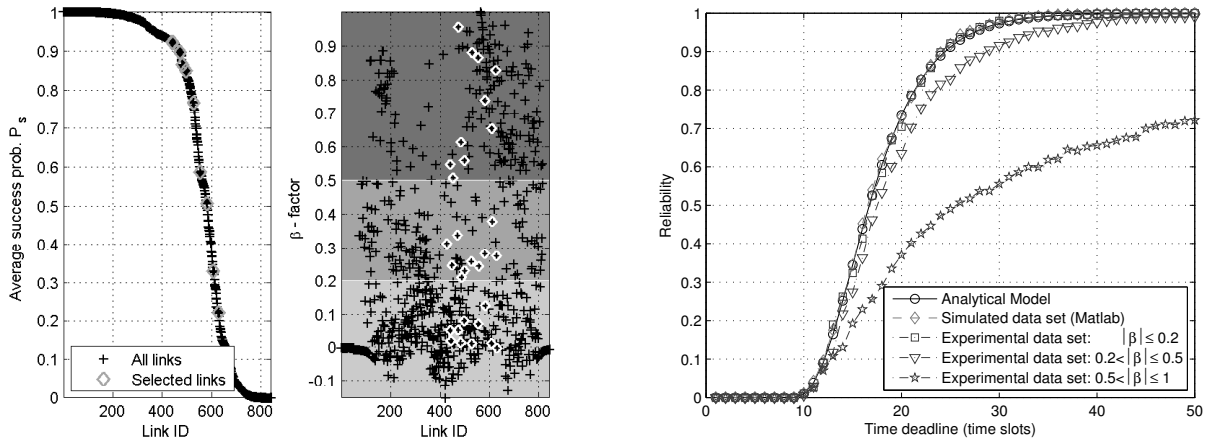 1
0.9
0.8
0.7
0.6
0.5
0.4
0.3
0.2
0.1
0
Average success prob. P_s
All links
Selected links
200 400 600 800
Link ID
0.9
0.8
0.7
0.6
0.5
0.4
0.3
0.2
0.1
0
-0.1
β - factor
200 400 600 800
Link ID
1
0.9
0.8
0.7
0.6
0.5
0.4
0.3
0.2
0.1
0
Reliability
Analytical Model
Simulated data set (Matlab)
Experimental data set: |β| ≤ 0.2
Experimental data set: 0.2< |β| ≤ 0.5
Experimental data set: 0.5< |β| ≤ 1
0 10 20 30 40 50
Time deadline (time slots)